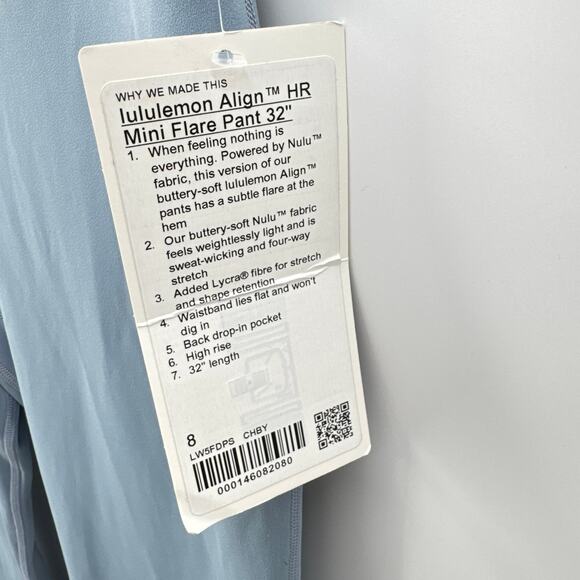 WHY WE MADE THIS
lululemon Align™ HR
Mini Flare Pant 32"
1. When feeling nothing is
everything. Powered by Nulu™
fabric, this version of our
buttery-soft lululemon Align™
pants has a subtle flare at the
hem
2. Our buttery-soft Nulu™ fabric
feels weightlessly light and is
sweat-wicking and four-way
stretch
3. Added Lycra® fibre for stretch
and shape retention
4. Waistband lies flat and won't
dig in
5. Back drop-in pocket
6. High rise
7. 32" length
8
LW5FDPS CHBY
000146082080